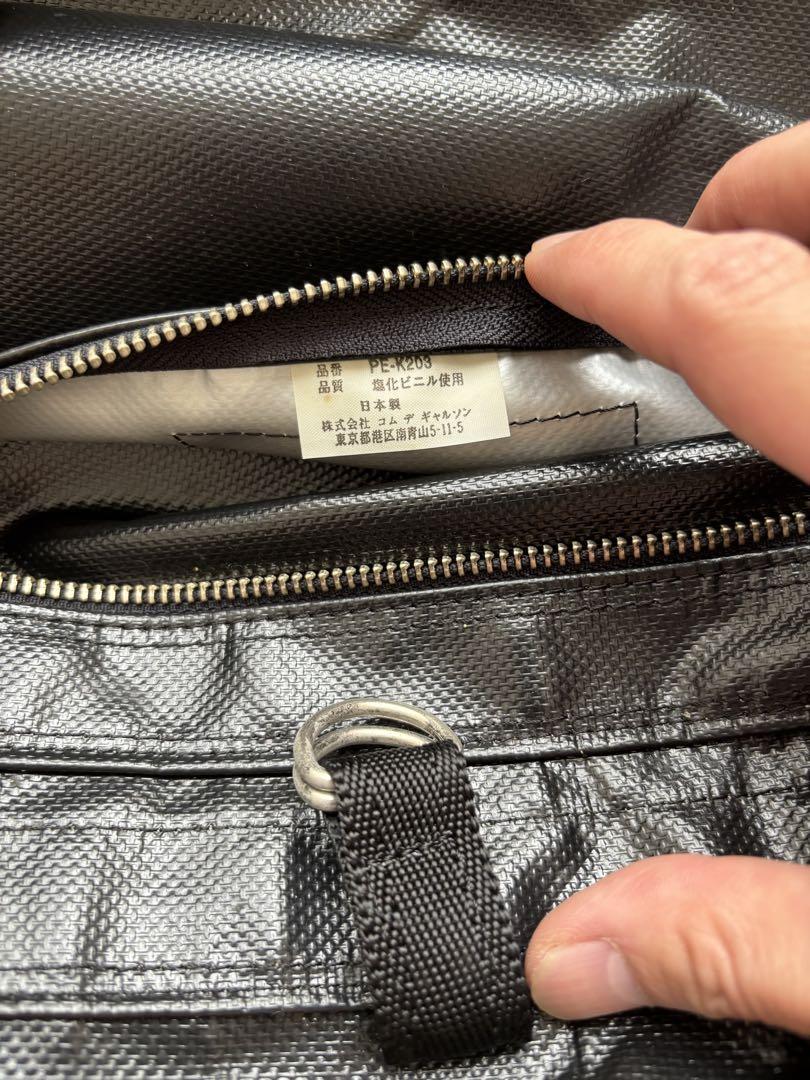 品番 PE-K203
品質 塩化ビニル使用
日本製
株式会社 コム デ ギャルソン
東京都港区南青山5-11-5